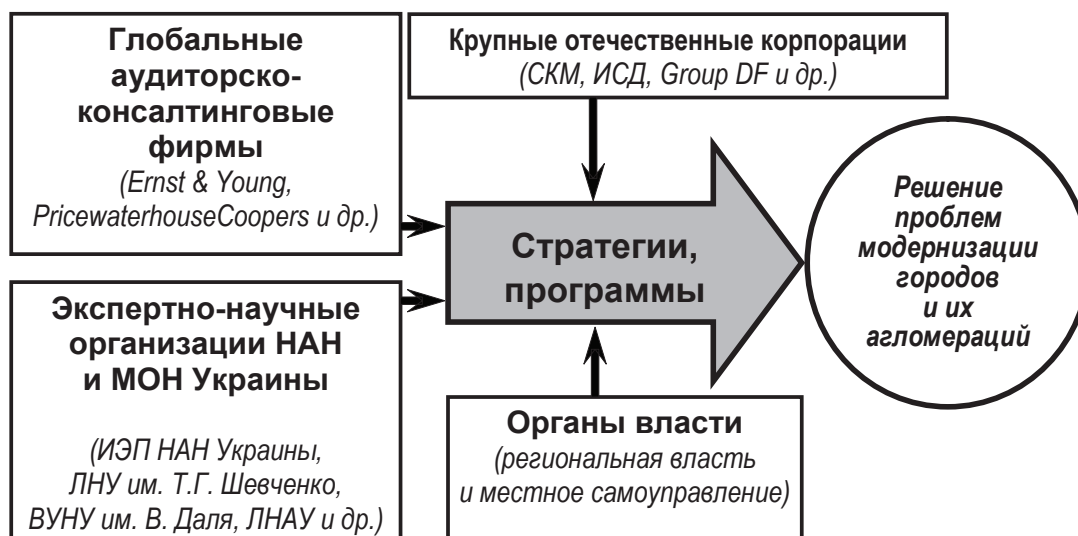 Глобальные
аудиторско-
консалтинговые
фирмы
(Ernst & Young,
PricewaterhouseCoopers и др.)
Крупные отечественные корпорации
(СКМ, ИСД, Group DF и др.)
Экспертно-научные
организации НАН
и МОН Украины
(ИЭП НАН Украины,
ЛНУ им. Т.Г. Шевченко,
ВУНУ им. В. Даля, ЛНАУ и др.)
Стратегии,
программы
Органы власти
(региональная власть
и местное самоуправление)
Решение
проблем
модернизации
городов
и их
агломераций